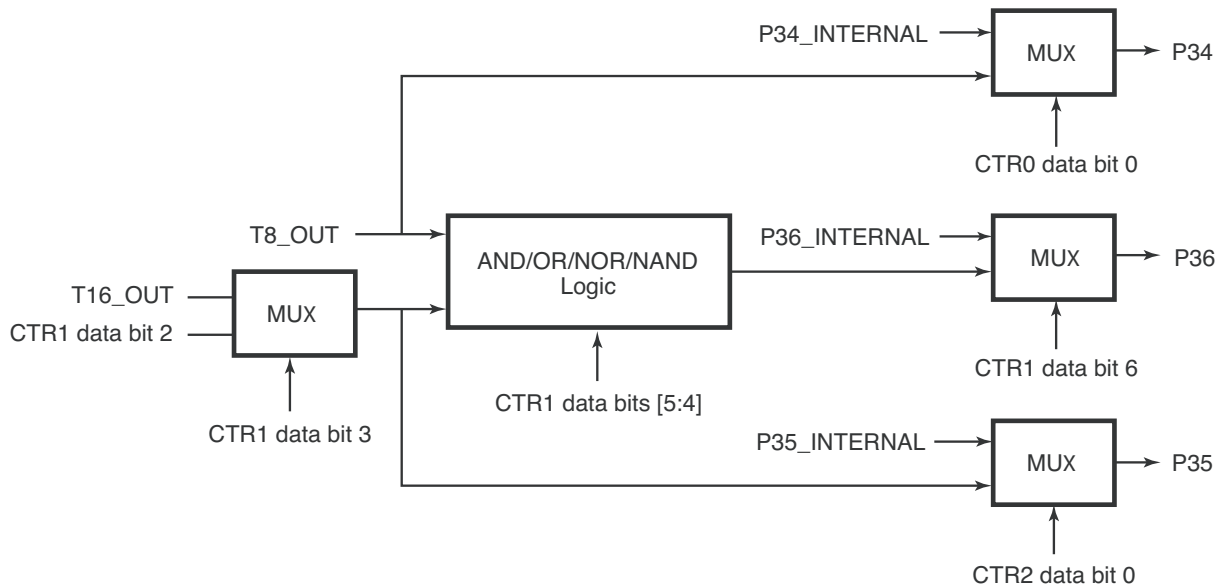 P34_INTERNAL
MUX
P34
CTR0 data bit 0
T8_OUT
AND/OR/NOR/NAND
Logic
P36_INTERNAL
MUX
P36
T16_OUT
MUX
CTR1 data bit 2
CTR1 data bit 6
CTR1 data bits [5:4]
CTR1 data bit 3
P35_INTERNAL
MUX
P35
CTR2 data bit 0